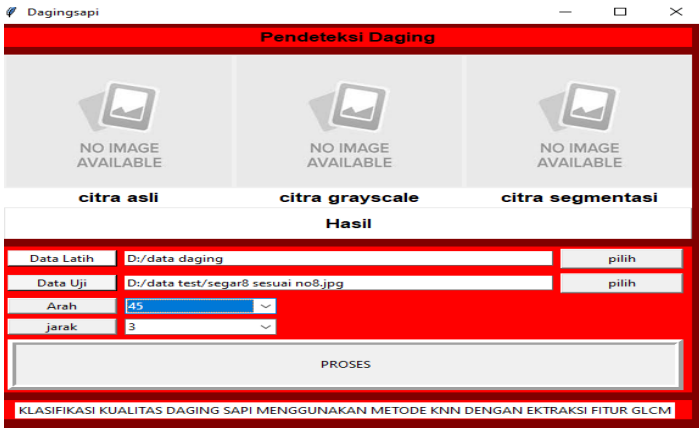 Dagingsapi
Pendeteksi Daging
NO IMAGE AVAILABLE
NO IMAGE AVAILABLE
NO IMAGE AVAILABLE
citra asli
citra grayscale
citra segmentasi
Hasil
Data Latih D:/data daging pilih
Data Uji D:/data test/segar8 sesuai no8.jpg pilih
Arah 45
jarak 3
PROSES
KLASIFIKASI KUALITAS DAGING SAPI MENGGUNAKAN METODE KNN DENGAN EKTRAKSI FITUR GLCM